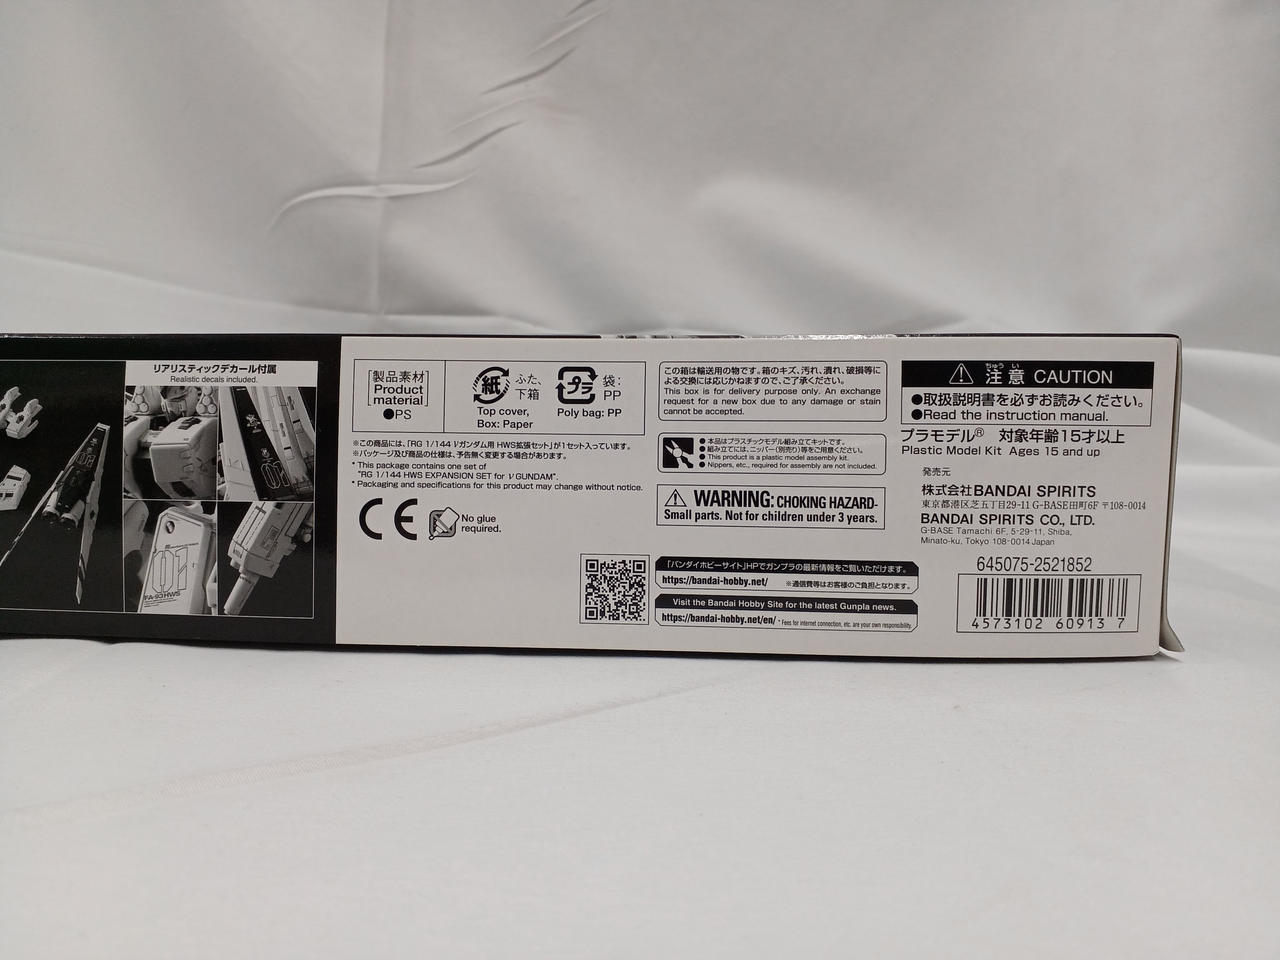 リアリスティックデカール付属
Realistic decals included.
07
07
FA-93HWS
[製品素材]
Product
material
●PS
紙
ふた、
下箱
Top cover,
Box: Paper
プラ
袋:
PP
Poly bag: PP
※この商品には、「RG 1/144 νガンダム用 HWS拡張セット」が1セット入っています。
※パッケージ及び商品の仕様は、予告無く変更する場合があります。
* This package contains one set of
"RG 1/144 HWS EXPANSION SET for ν GUNDAM".
* Packaging and specifications for this product may change without notice.
CE
No glue
required.
この箱は輸送用の物です。箱のキズ、汚れ、潰れ、破損等に
よる交換には応じかねますので、ご了承ください。
This box is for delivery purpose only. An exchange
request for a new box due to any damage or stain
cannot be accepted.
●本品はプラスチックモデル組み立てキットです。
●組み立てには、ニッパー(別売り)等をご用意ください。
●This product is a plastic model assembly kit.
●Nippers, etc., required for assembly are not included.
WARNING: CHOKING HAZARD-
Small parts. Not for children under 3 years.
「バンダイホビーサイト」HPでガンプラの最新情報をご覧いただけます。
https://bandai-hobby.net/ ※通信費等はお客様のご負担となります。
Visit the Bandai Hobby Site for the latest Gunpla news.
https://bandai-hobby.net/en/ * Fees for internet connection, etc. are your own responsibility.
ちゅう い
注意 CAUTION
●取扱説明書を必ずお読みください。
●Read the instruction manual.
プラモデル® 対象年齢15才以上
Plastic Model Kit Ages 15 and up
発売元
株式会社BANDAI SPIRITS
東京都港区芝五丁目29-11 G-BASE田町6F 〒108-0014
BANDAI SPIRITS CO., LTD.
G-BASE Tamachi 6F, 5-29-11, Shiba,
Minato-ku, Tokyo 108-0014 Japan
645075-2521852
4573102 60913 7